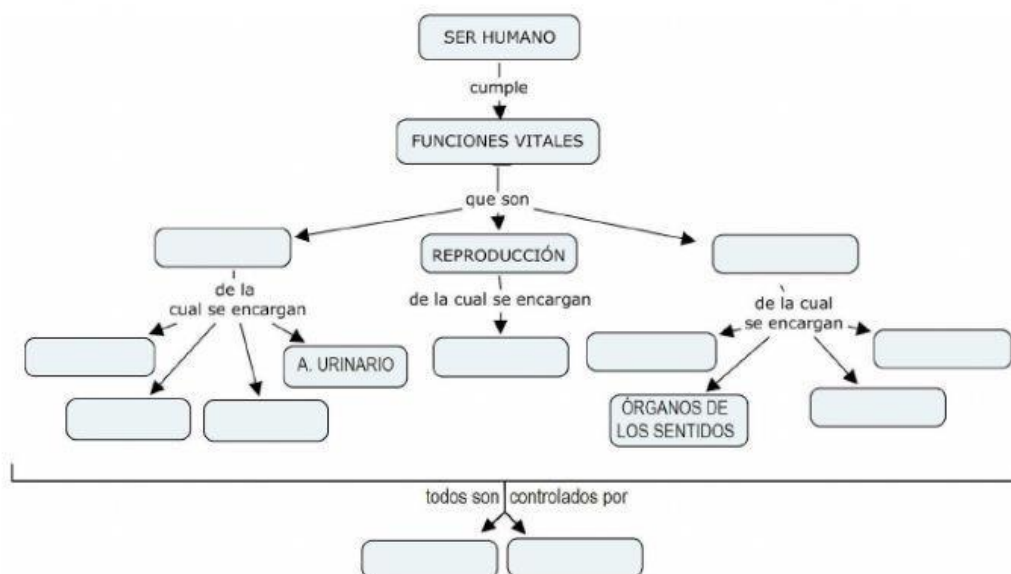 SER HUMANO
cumple
FUNCIONES VITALES
que son
REPRODUCCIÓN
de la
cual se encargan
de la cual se encargan
de la cual
se encargan
A. URINARIO
ÓRGANOS DE
LOS SENTIDOS
todos son controlados por